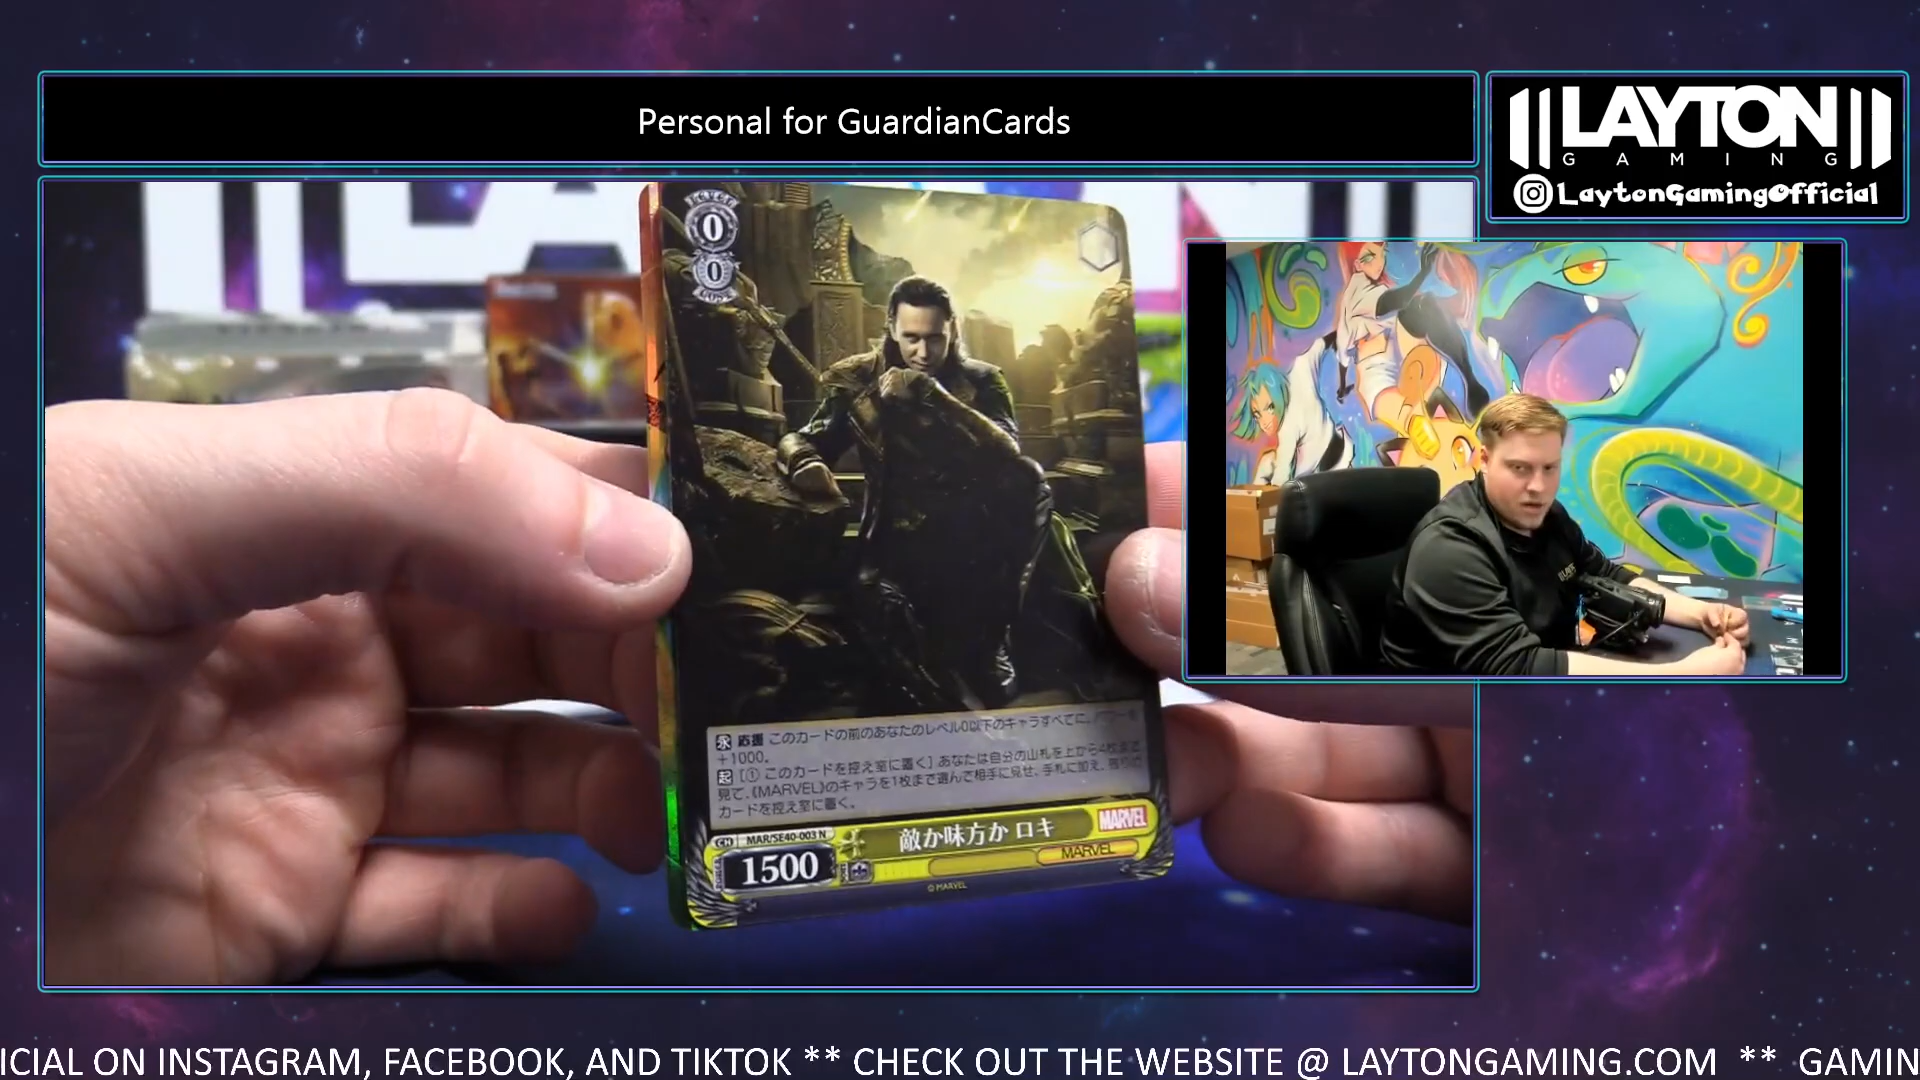 Personal for GuardianCards
LAYTON
GAMING
LaytonGamingOfficial
0
0
応援 このカードの前のあなたのレベル0以下のキャラすべてに、パワーを
+1000。
起 [① このカードを控え室に置く] あなたは自分の山札を上から4枚まで
見て、《MARVEL》のキャラを1枚まで選んで相手に見せ、手札に加え、残りの
カードを控え室に置く。
CH MAR/SE40-003 N
敵か味方か ロキ
MARVEL
1500
MARVEL
© MARVEL
ICIAL ON INSTAGRAM, FACEBOOK, AND TIKTOK ** CHECK OUT THE WEBSITE @ LAYTONGAMING.COM ** GAMIN